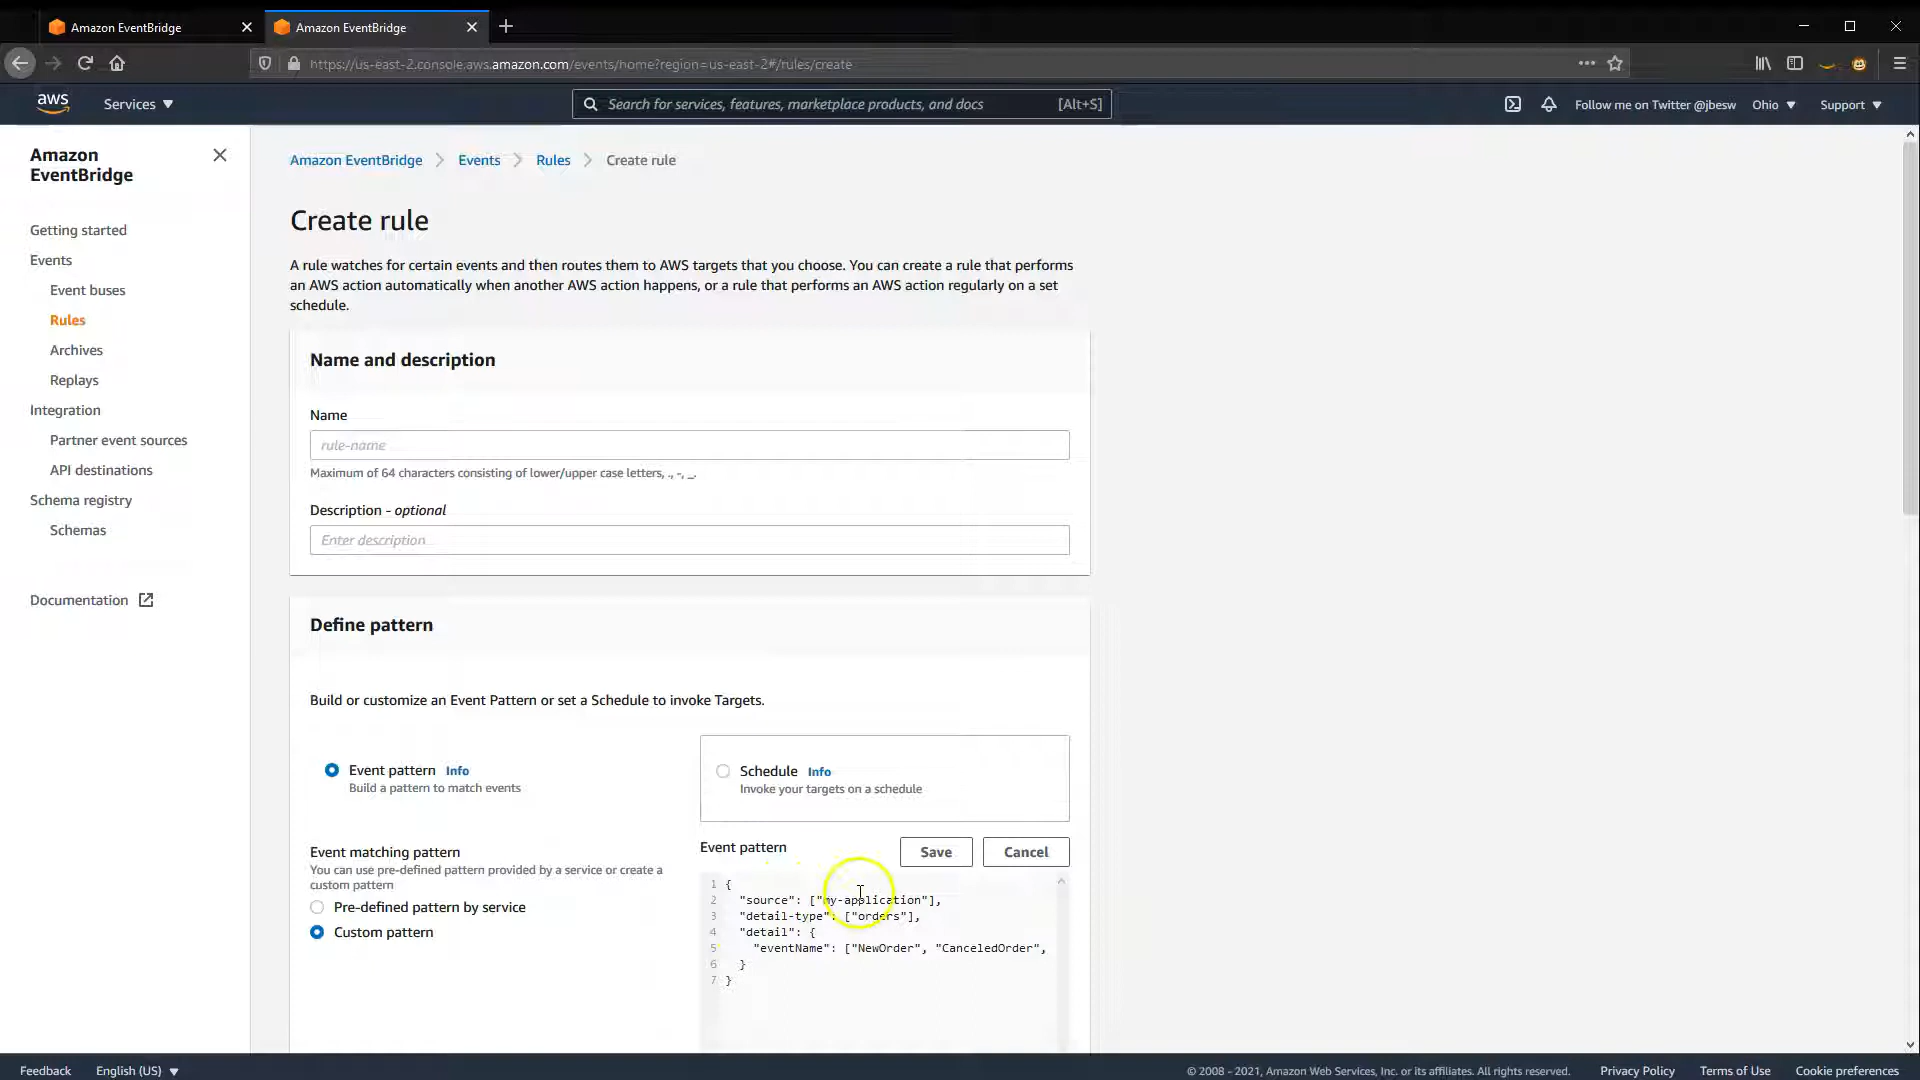 Amazon EventBridge
Amazon EventBridge
https://us-east-2.console.aws.amazon.com/events/home?region=us-east-2#/rules/create
aws
Services
Search for services, features, marketplace products, and docs
[Alt+S]
Follow me on Twitter @jbesw
Ohio
Support
Amazon
EventBridge
Getting started
Events
Event buses
Rules
Archives
Replays
Integration
Partner event sources
API destinations
Schema registry
Schemas
Documentation
Amazon EventBridge
Events
Rules
Create rule
Create rule
A rule watches for certain events and then routes them to AWS targets that you choose. You can create a rule that performs
an AWS action automatically when another AWS action happens, or a rule that performs an AWS action regularly on a set
schedule.
Name and description
Name
rule-name
Maximum of 64 characters consisting of lower/upper case letters, ., -, _.
Description - optional
Enter description
Define pattern
Build or customize an Event Pattern or set a Schedule to invoke Targets.
Event pattern Info
Build a pattern to match events
Schedule Info
Invoke your targets on a schedule
Event matching pattern
You can use pre-defined pattern provided by a service or create a
custom pattern
Pre-defined pattern by service
Custom pattern
Event pattern
Save
Cancel
1 {
2 "source": ["my-application"],
3 "detail-type": ["orders"],
4 "detail": {
5 "eventName": ["NewOrder", "CanceledOrder",
6 }
7 }
Feedback
English (US)
© 2008 - 2021, Amazon Web Services, Inc. or its affiliates. All rights reserved.
Privacy Policy
Terms of Use
Cookie preferences